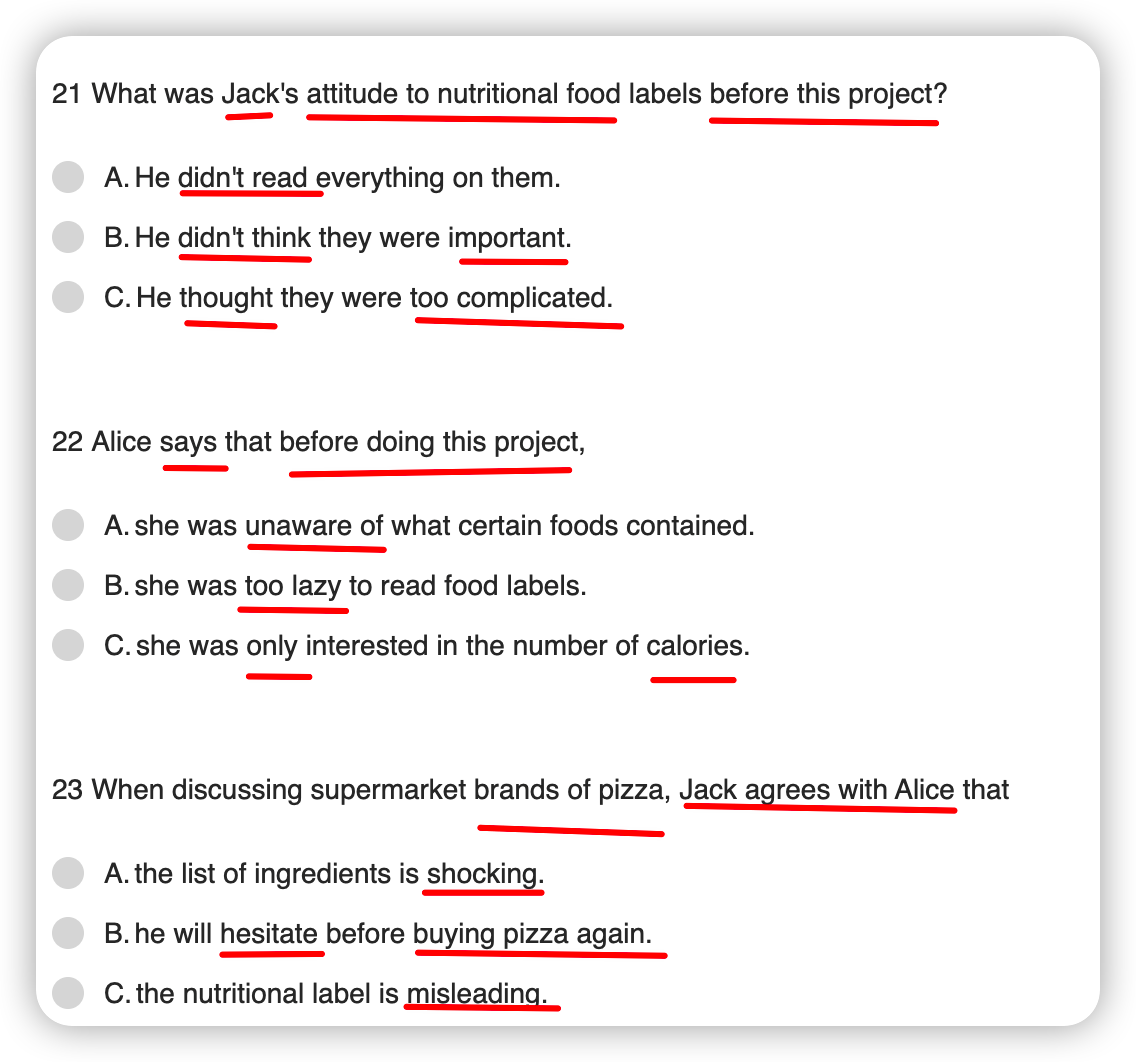 21 What was Jack's attitude to nutritional food labels before this project?
A. He didn't read everything on them.
B. He didn't think they were important.
C. He thought they were too complicated.
22 Alice says that before doing this project,
A. she was unaware of what certain foods contained.
B. she was too lazy to read food labels.
C. she was only interested in the number of calories.
23 When discussing supermarket brands of pizza, Jack agrees with Alice that
A. the list of ingredients is shocking.
B. he will hesitate before buying pizza again.
C. the nutritional label is misleading.